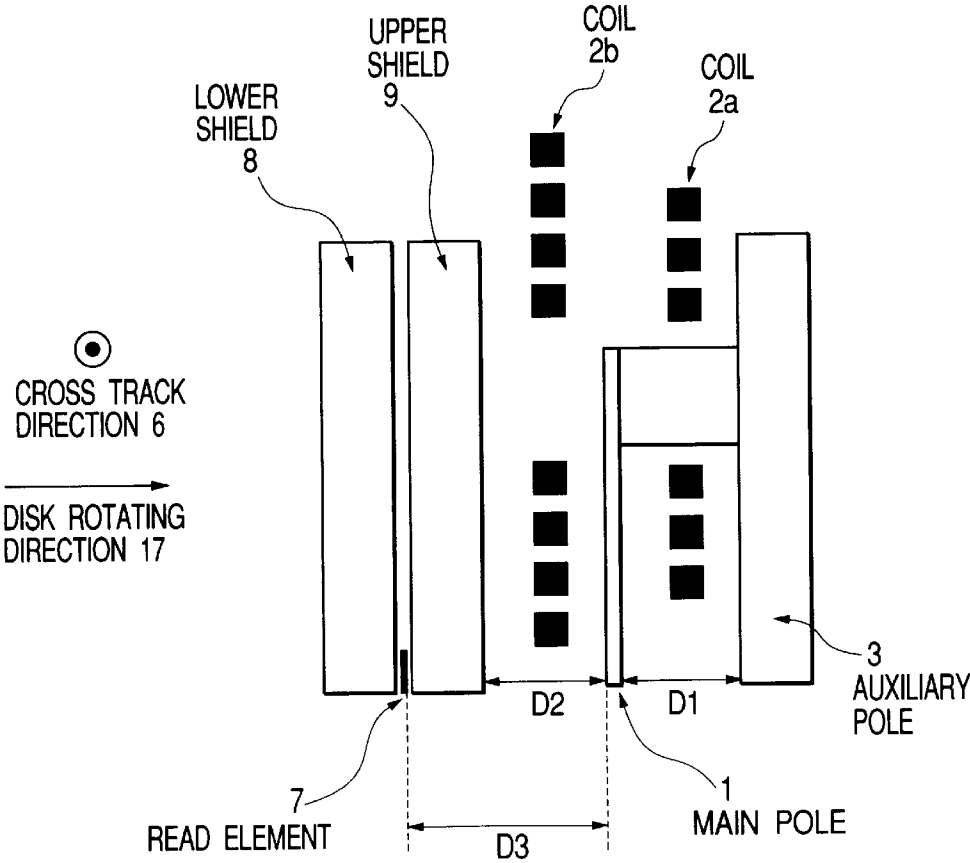 COIL
2b
UPPER
SHIELD
9
COIL
2a
LOWER
SHIELD
8
CROSS TRACK
DIRECTION 6
DISK ROTATING
DIRECTION 17
3
AUXILIARY
POLE
D2
D1
7
READ ELEMENT
1
MAIN POLE
D3